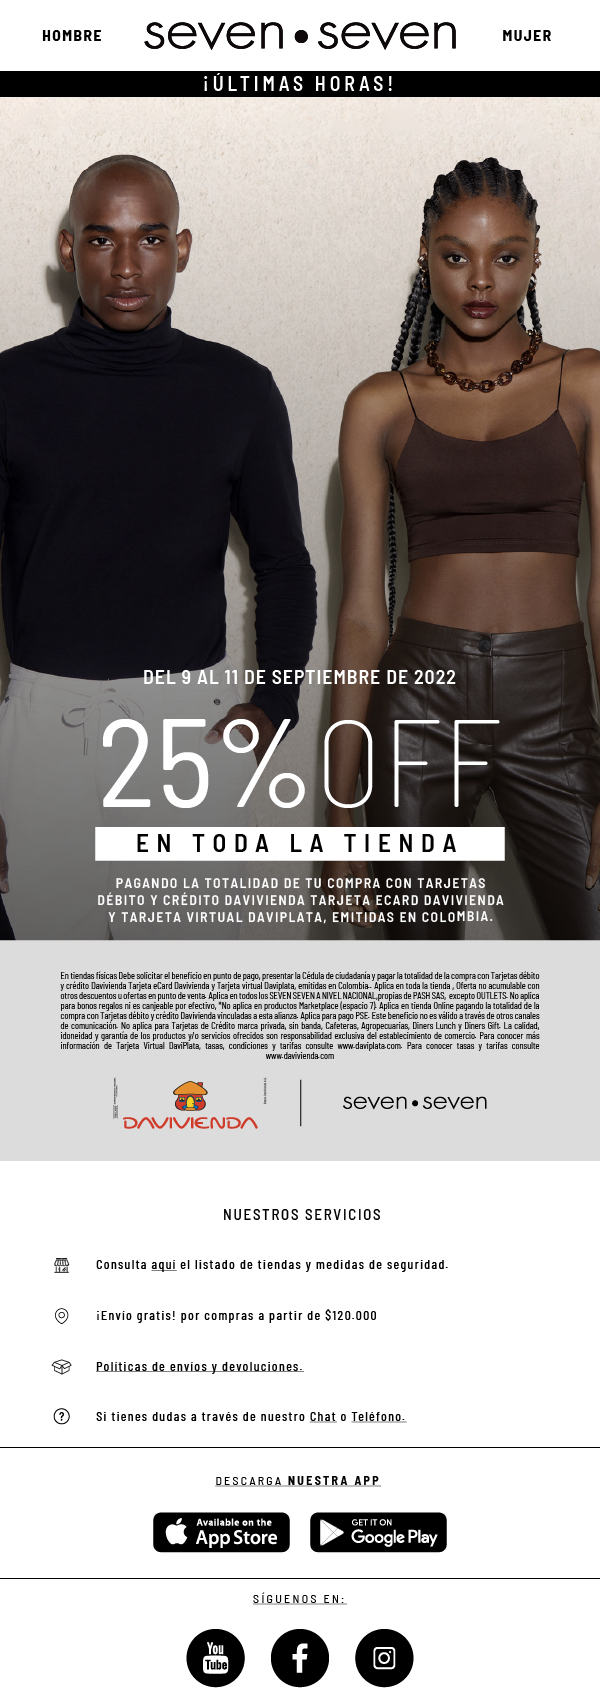 HOMBRE
seven•seven
MUJER
¡ÚLTIMAS HORAS!
DEL 9 AL 11 DE SEPTIEMBRE DE 2022
25%OFF
EN TODA LA TIENDA
PAGANDO LA TOTALIDAD DE TU COMPRA CON TARJETAS
DÉBITO Y CRÉDITO DAVIVIENDA TARJETA ECARD DAVIVIENDA
Y TARJETA VIRTUAL DAVIPLATA, EMITIDAS EN COLOMBIA.
En tiendas físicas Debe solicitar el beneficio en punto de pago, presentar la Cédula de ciudadanía y pagar la totalidad de la compra con Tarjetas débito
y crédito Davivienda Tarjeta eCard Davivienda y Tarjeta virtual Daviplata, emitidas en Colombia-. Aplica en toda la tienda , Oferta no acumulable con
otros descuentos u ofertas en punto de venta. Aplica en todos los SEVEN SEVEN A NIVEL NACIONAL,propias de PASH SAS, excepto OUTLETS. No aplica
para bonos regalos ni es canjeable por efectivo, *No aplica en productos Marketplace (espacio 7). Aplica en tienda Online pagando la totalidad de la
compra con Tarjetas débito y crédito Davivienda vinculadas a esta alianza. Aplica para pago PSE. Este beneficio no es válido a través de otros canales
de comunicación. No aplica para Tarjetas de Crédito marca privada, sin banda, Cafeteras, Agropecuarias, Diners Lunch y Diners Gift. La calidad,
idoneidad y garantía de los productos y/o servicios ofrecidos son responsabilidad exclusiva del establecimiento de comercio. Para conocer más
información de Tarjeta Virtual DaviPlata, tasas, condiciones y tarifas consulte www.daviplata.com. Para conocer tasas y tarifas consulte
www.davivienda.com
DAVIVIENDA
seven•seven
NUESTROS SERVICIOS
Consulta aquí el listado de tiendas y medidas de seguridad.
¡Envío gratis! por compras a partir de $120.000
Políticas de envíos y devoluciones.
Si tienes dudas a través de nuestro Chat o Teléfono.
DESCARGA NUESTRA APP
Available on the
App Store
GET IT ON
Google Play
SÍGUENOS EN:
You
Tube